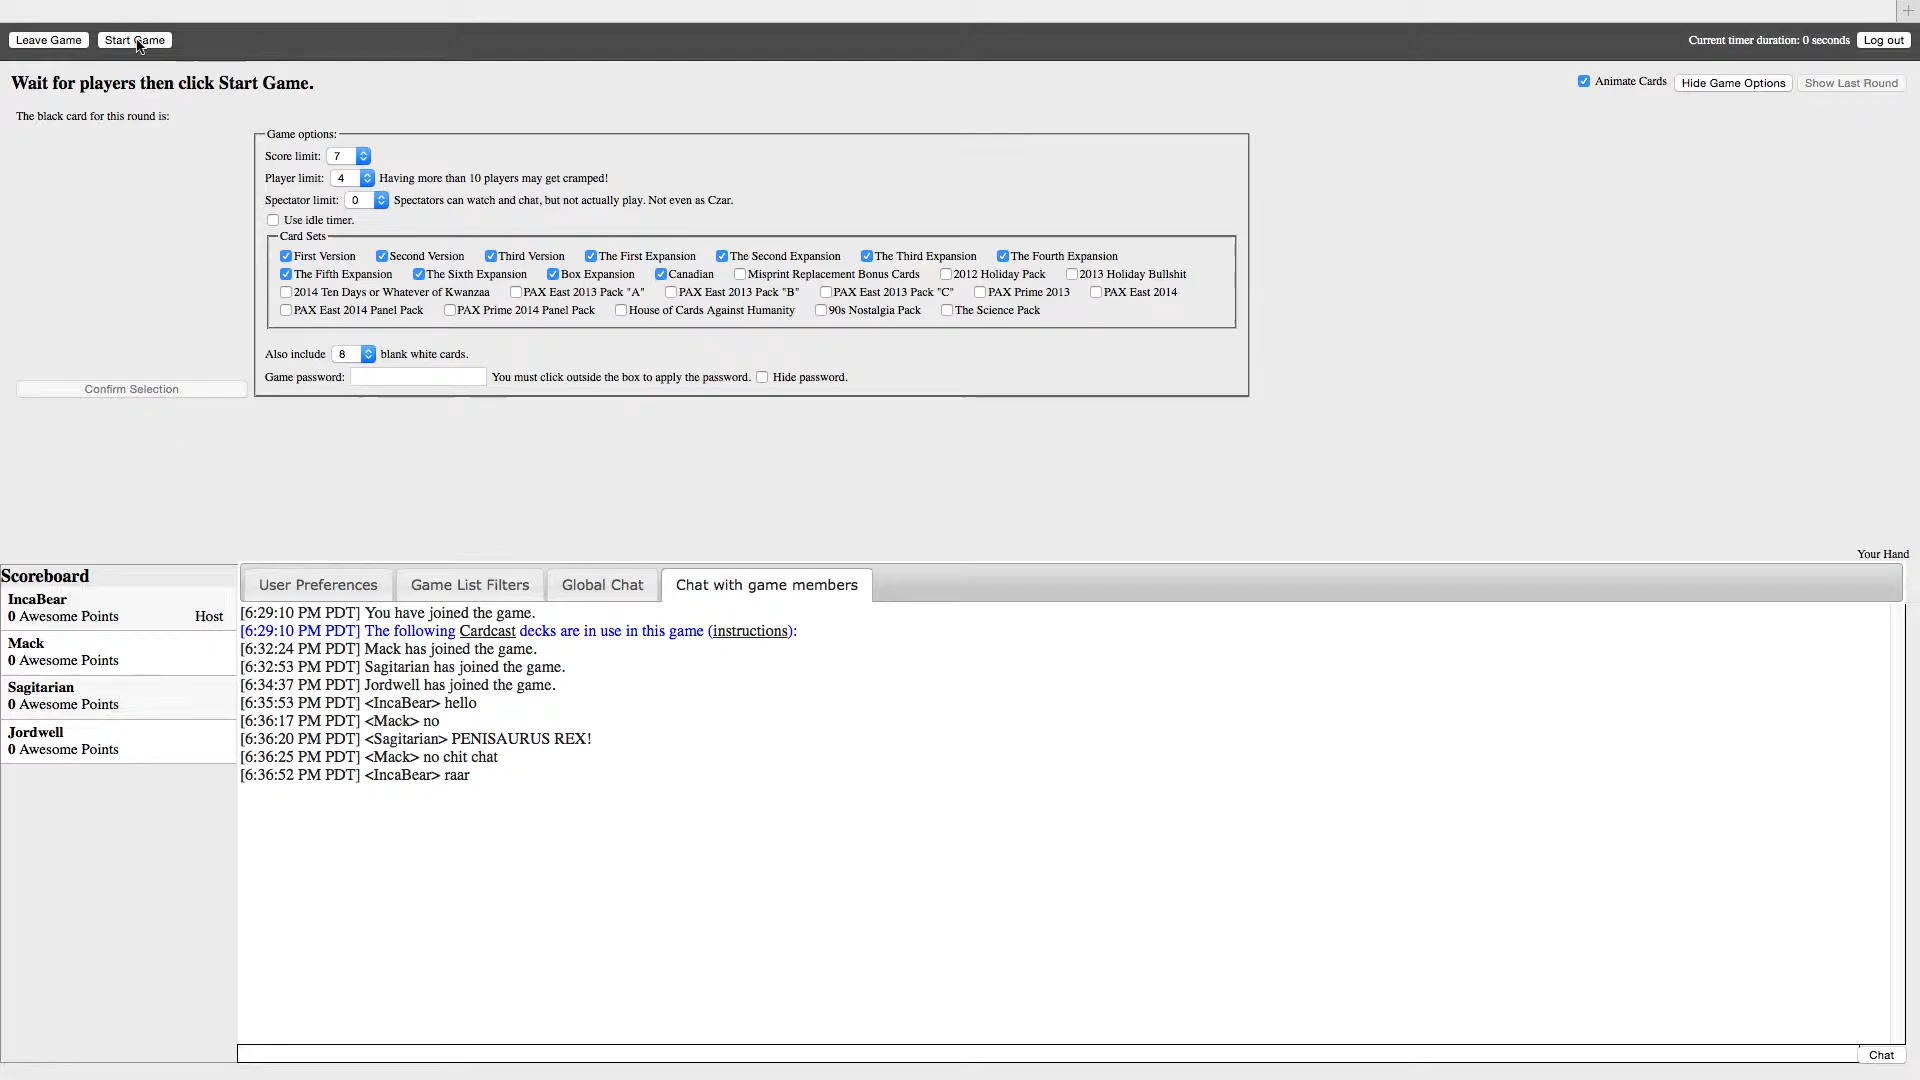 Leave Game Start Game Current timer duration: 0 seconds Log out
Wait for players then click Start Game. Animate Cards Hide Game Options Show Last Round
The black card for this round is:
Game options:
Score limit: 7
Player limit: 4 Having more than 10 players may get cramped!
Spectator limit: 0 Spectators can watch and chat, but not actually play. Not even as Czar.
Use idle timer.
Card Sets
First Version Second Version Third Version The First Expansion The Second Expansion The Third Expansion The Fourth Expansion
The Fifth Expansion The Sixth Expansion Box Expansion Canadian Misprint Replacement Bonus Cards 2012 Holiday Pack 2013 Holiday Bullshit
2014 Ten Days or Whatever of Kwanzaa PAX East 2013 Pack "A" PAX East 2013 Pack "B" PAX East 2013 Pack "C" PAX Prime 2013 PAX East 2014
PAX East 2014 Panel Pack PAX Prime 2014 Panel Pack House of Cards Against Humanity 90s Nostalgia Pack The Science Pack
Also include 8 blank white cards.
Game password: You must click outside the box to apply the password. Hide password.
Confirm Selection
Your Hand
Scoreboard
IncaBear
0 Awesome Points Host
Mack
0 Awesome Points
Sagitarian
0 Awesome Points
Jordwell
0 Awesome Points
User Preferences Game List Filters Global Chat Chat with game members
[6:29:10 PM PDT] You have joined the game.
[6:29:10 PM PDT] The following Cardcast decks are in use in this game (instructions):
[6:32:24 PM PDT] Mack has joined the game.
[6:32:53 PM PDT] Sagitarian has joined the game.
[6:34:37 PM PDT] Jordwell has joined the game.
[6:35:53 PM PDT] <IncaBear> hello
[6:36:17 PM PDT] <Mack> no
[6:36:20 PM PDT] <Sagitarian> PENISAURUS REX!
[6:36:25 PM PDT] <Mack> no chit chat
[6:36:52 PM PDT] <IncaBear> raar
Chat